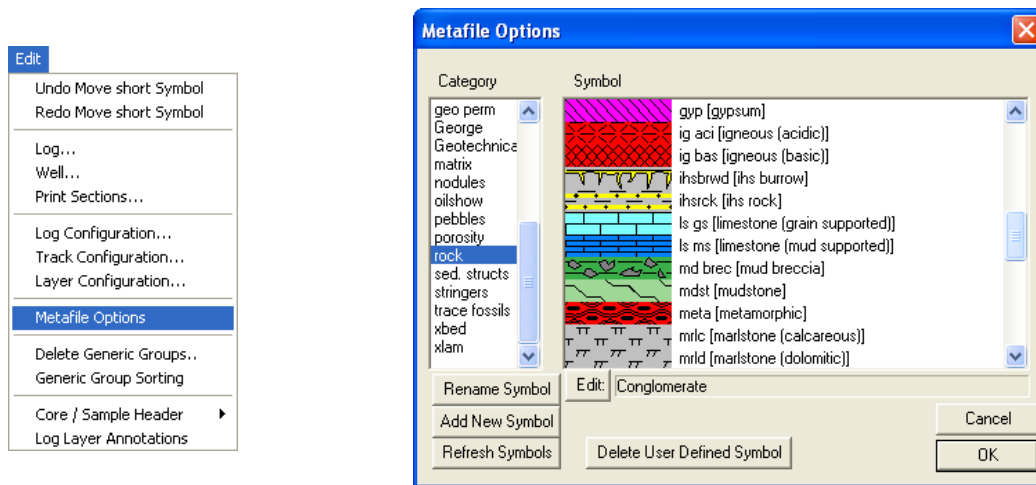 Edit
Undo Move short Symbol
Redo Move short Symbol
Log...
Well...
Print Sections...
Log Configuration...
Track Configuration...
Layer Configuration...
Metafile Options
Delete Generic Groups..
Generic Group Sorting
Core / Sample Header
Log Layer Annotations
Metafile Options
Category
Symbol
geo perm
George
Geotechnica
matrix
nodules
oilshow
pebbles
porosity
rock
sed. structs
stringers
trace fossils
xbed
xlam
gyp [gypsum]
ig aci [igneous (acidic)]
ig bas [igneous (basic)]
ihsbrwd [ihs burrow]
ihsrck [ihs rock]
ls gs [limestone (grain supported)]
ls ms [limestone (mud supported)]
md brec [mud breccia]
mdst [mudstone]
meta [metamorphic]
mrlc [marlstone (calcareous)]
mrld [marlstone (dolomitic)]
Rename Symbol
Edit: Conglomerate
Add New Symbol
Cancel
Refresh Symbols
Delete User Defined Symbol
OK